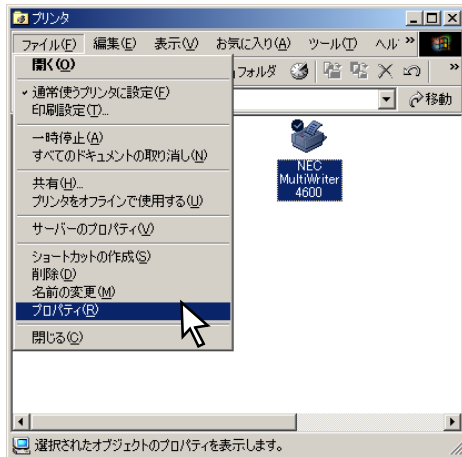 プリンタ
ファイル(F) 編集(E) 表示(V) お気に入り(A) ツール(T) ヘル »
開く(O)
通常使うプリンタに設定(F)
印刷設定(T)...
一時停止(A)
すべてのドキュメントの取り消し(N)
共有(H)...
プリンタをオフラインで使用する(U)
サーバーのプロパティ(V)
ショートカットの作成(S)
削除(D)
名前の変更(M)
プロパティ(R)
閉じる(C)
フォルダ »
移動
NEC
MultiWriter
4600
選択されたオブジェクトのプロパティを表示します。